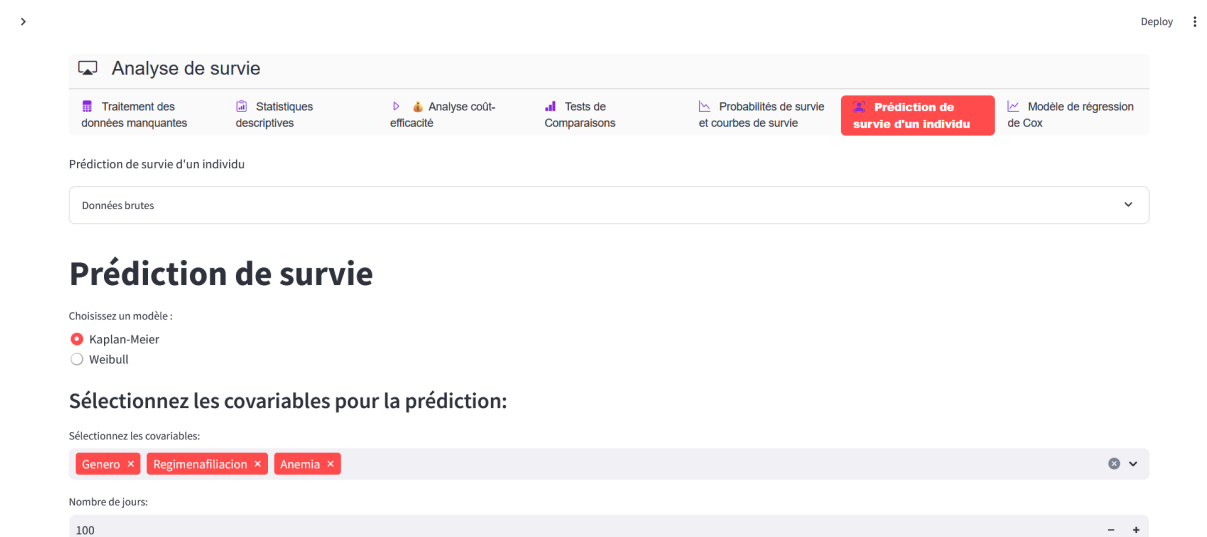 Deploy
Analyse de survie
Traitement des
données manquantes
Statistiques
descriptives
Analyse coût-
efficacité
Tests de
Comparaisons
Probabilités de survie
et courbes de survie
Prédiction de
survie d'un individu
Modèle de régression
de Cox
Prédiction de survie d'un individu
Données brutes
Prédiction de survie
Choisissez un modèle :
Kaplan-Meier
Weibull
Sélectionnez les covariables pour la prédiction:
Sélectionnez les covariables:
Genero × Regimenafiliacion × Anemia ×
Nombre de jours:
100